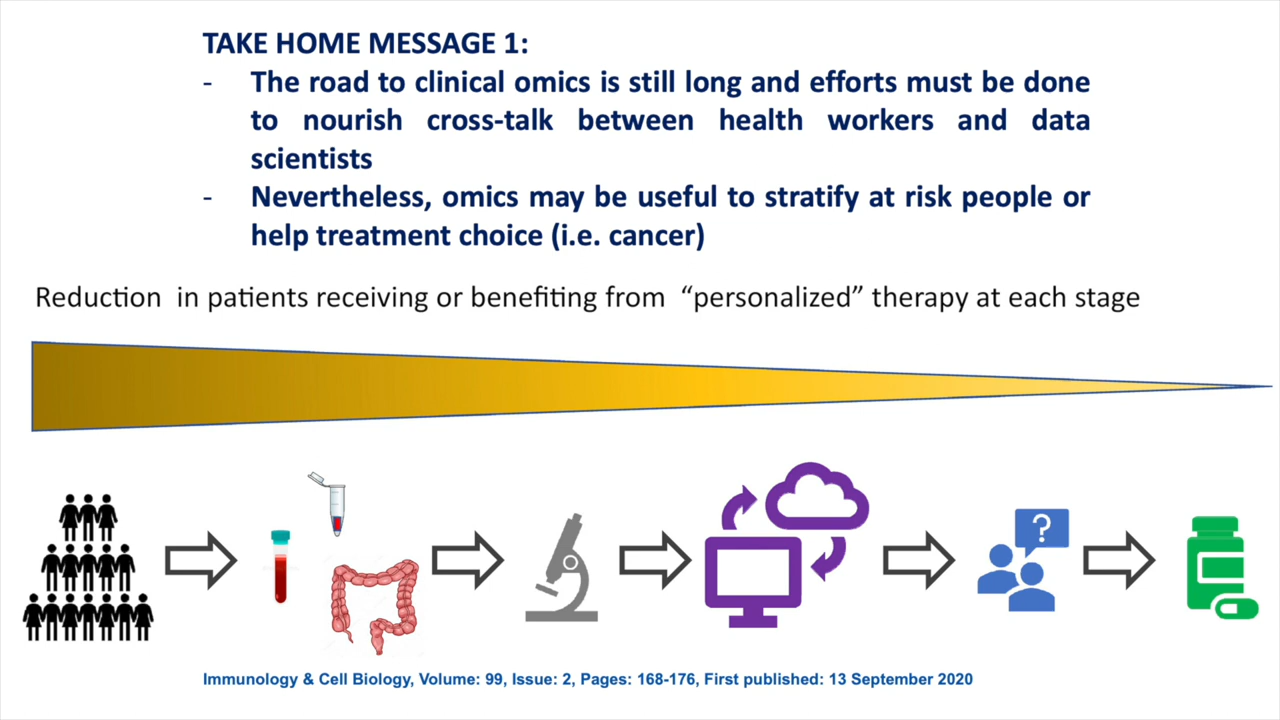 TAKE HOME MESSAGE 1:
- The road to clinical omics is still long and efforts must be done
to nourish cross-talk between health workers and data
scientists
- Nevertheless, omics may be useful to stratify at risk people or
help treatment choice (i.e. cancer)
Reduction in patients receiving or benefiting from “personalized” therapy at each stage
?
Immunology & Cell Biology, Volume: 99, Issue: 2, Pages: 168-176, First published: 13 September 2020